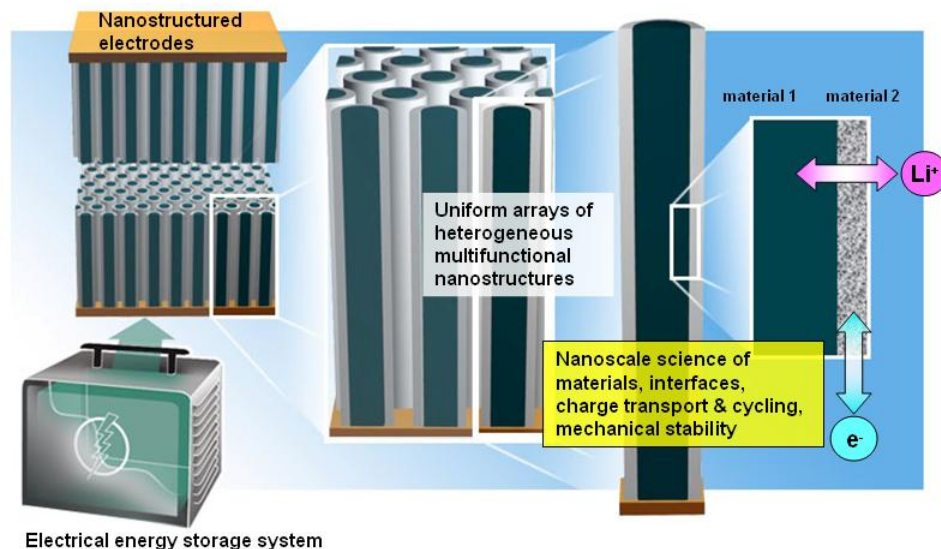 Nanostructured
electrodes
Uniform arrays of
heterogeneous
multifunctional
nanostructures
material 1
material 2
Li+
Nanoscale science of
materials, interfaces,
charge transport & cycling,
mechanical stability
e-
Electrical energy storage system